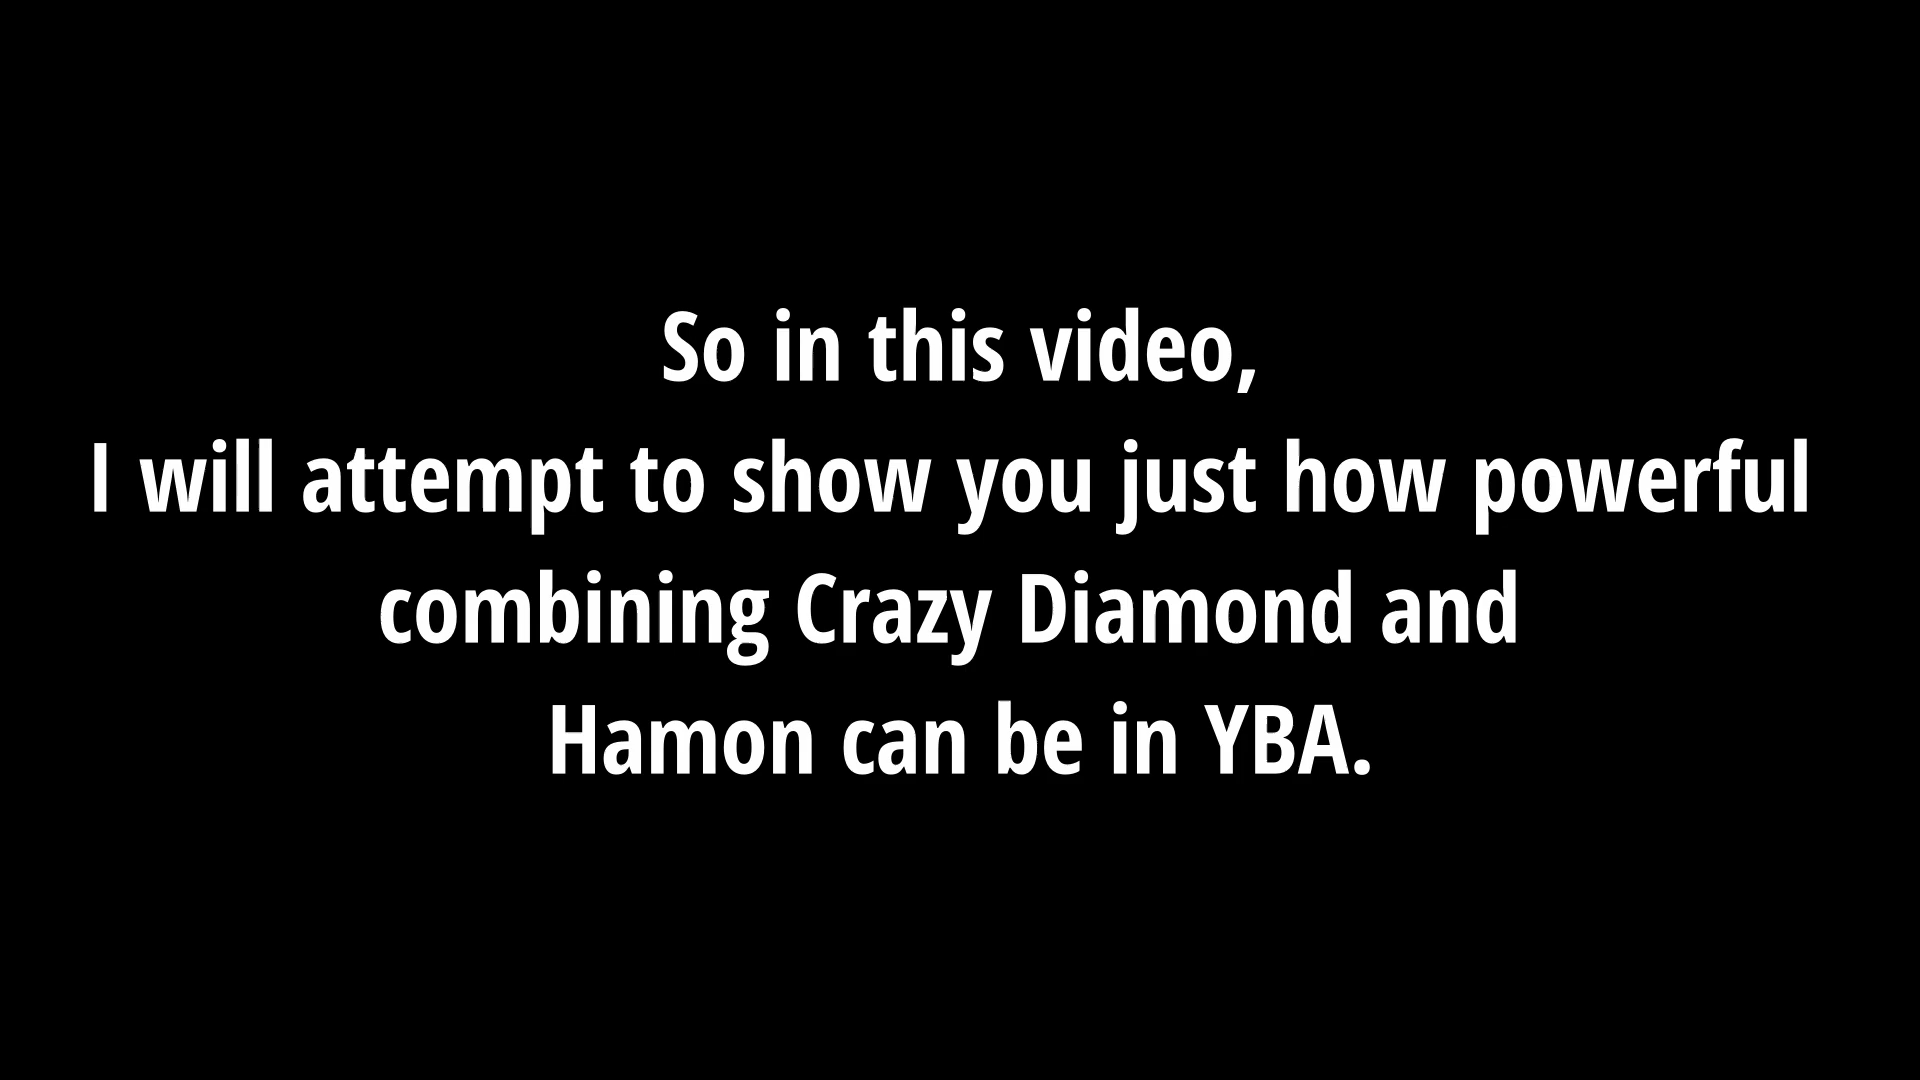 So in this video,
I will attempt to show you just how powerful
combining Crazy Diamond and
Hamon can be in YBA.